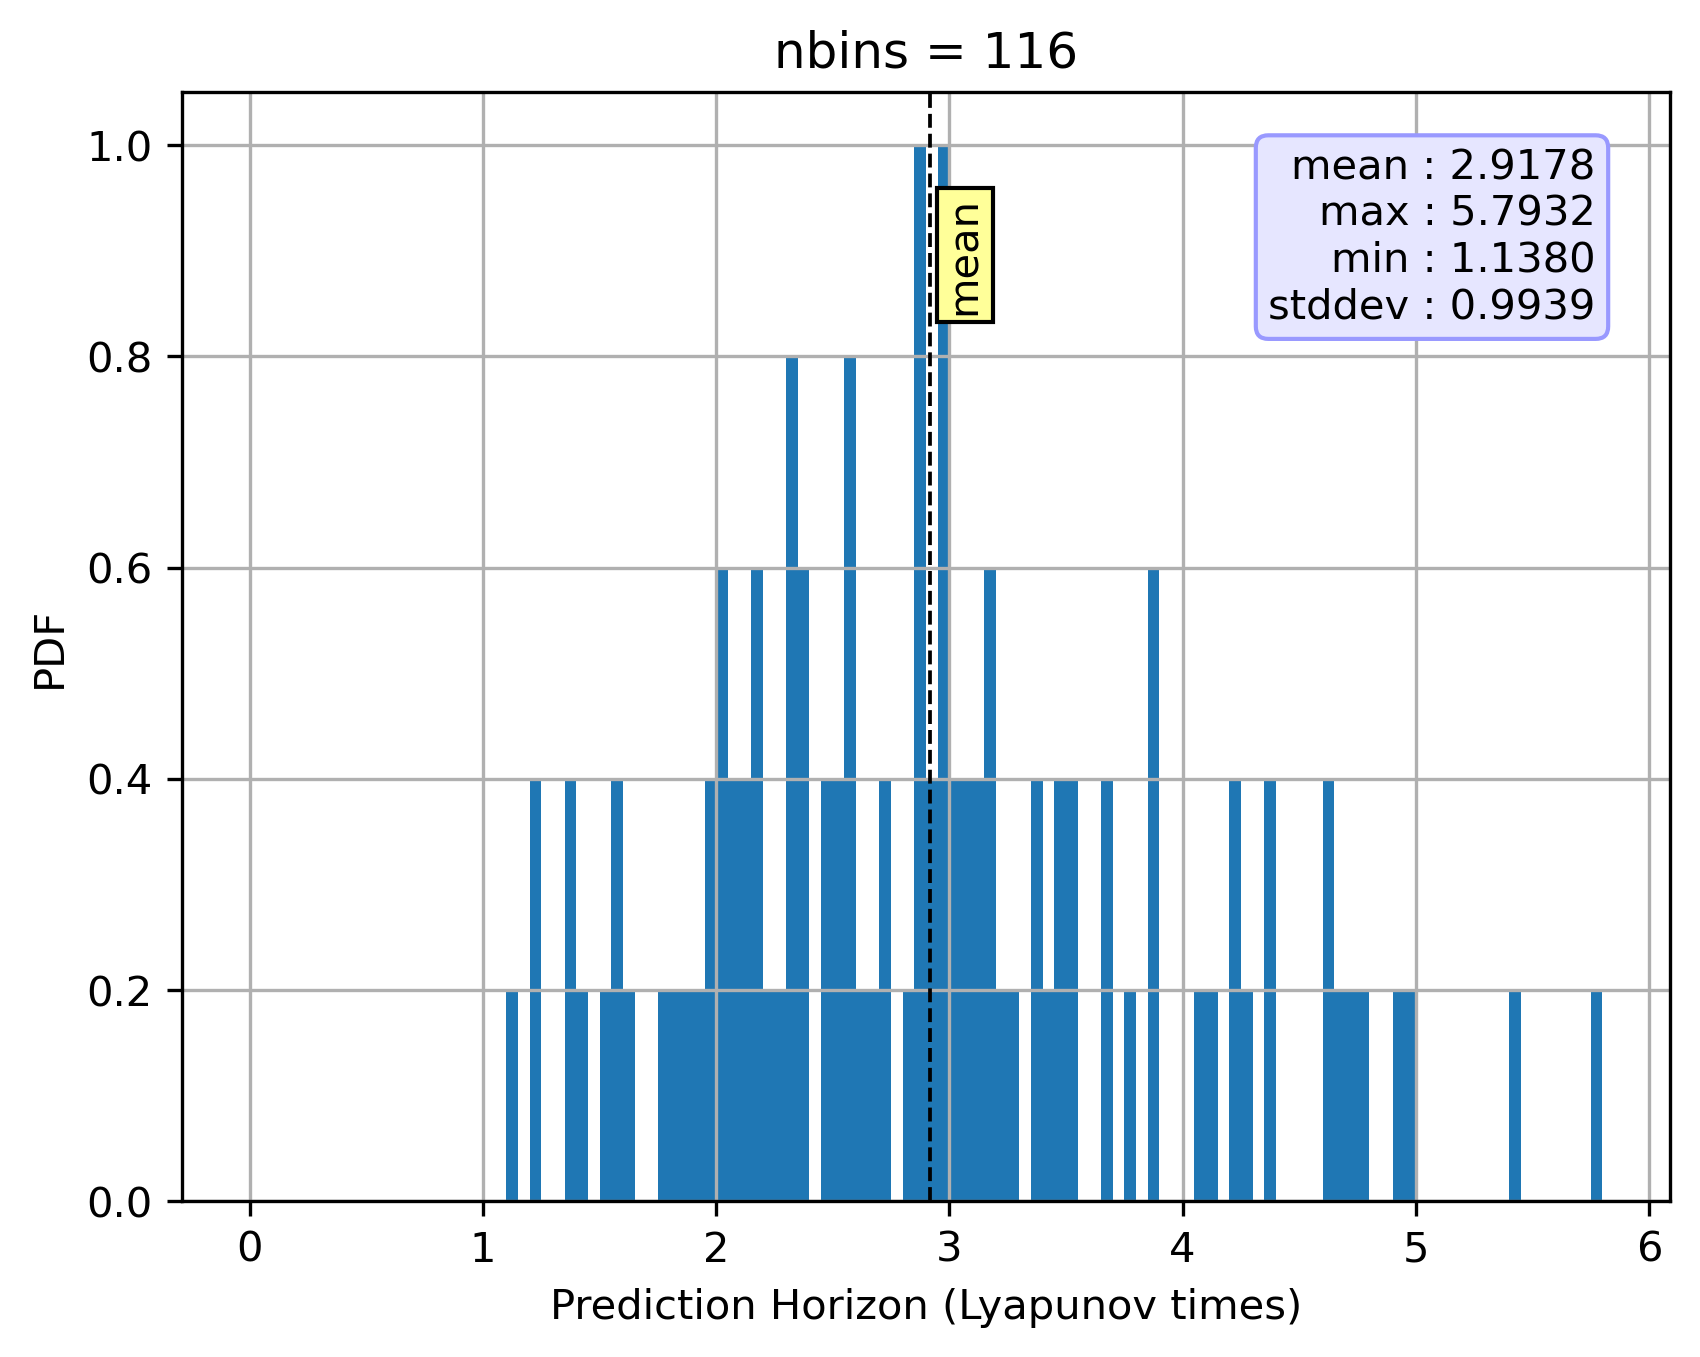 nbins = 116
1.0
0.8
0.6
0.4
0.2
0.0
PDF
mean
mean : 2.9178
max : 5.7932
min : 1.1380
stddev : 0.9939
0 1 2 3 4 5 6
Prediction Horizon (Lyapunov times)